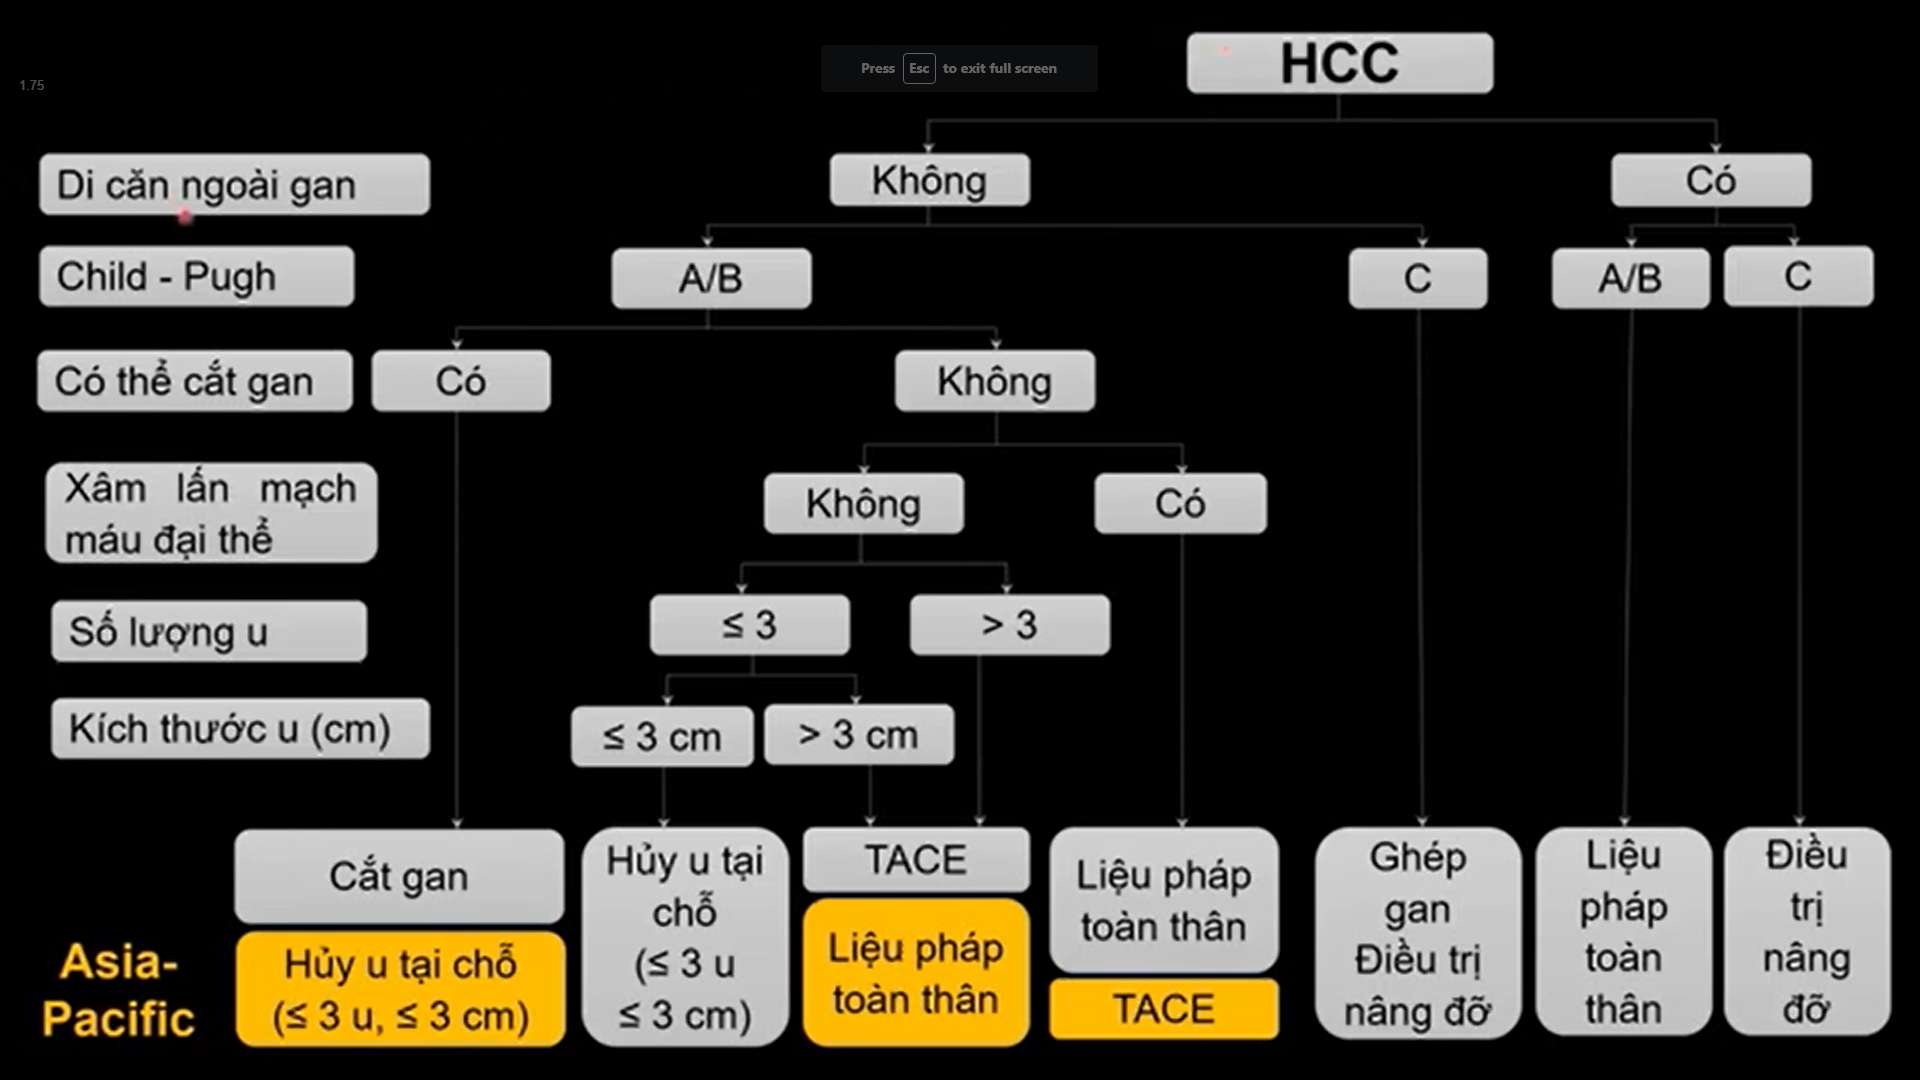 HCC
Press Esc to exit full screen
1.75
Di căn ngoài gan
Không
Có
Child - Pugh
A/B
C
A/B
C
Có thể cắt gan
Có
Không
Xâm lấn mạch
máu đại thể
Không
Có
Số lượng u
≤ 3
> 3
Kích thước u (cm)
≤ 3 cm
> 3 cm
Asia-
Pacific
Cắt gan
Hủy u tại chỗ
(≤ 3 u, ≤ 3 cm)
Hủy u tại
chỗ
(≤ 3 u
≤ 3 cm)
TACE
Liệu pháp
toàn thân
Liệu pháp
toàn thân
TACE
Ghép
gan
Điều trị
nâng đỡ
Liệu
pháp
toàn
thân
Điều
trị
nâng
đỡ